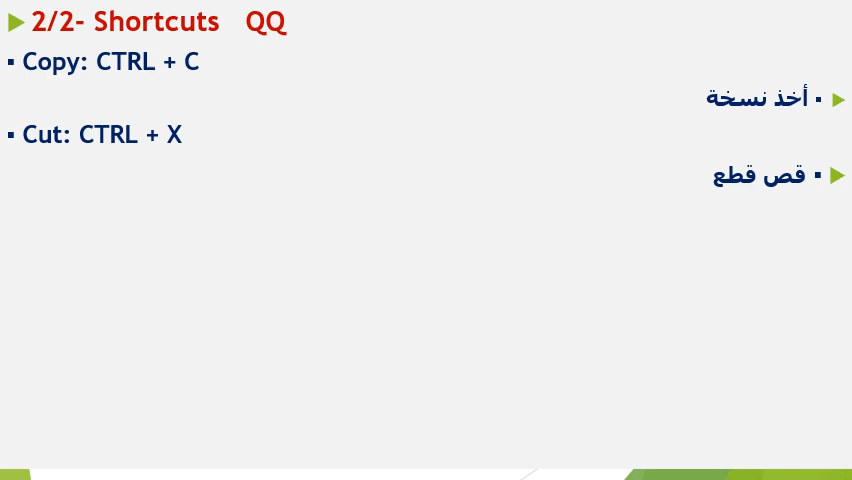 2/2- Shortcuts QQ
▪ Copy: CTRL + C
▪ أخذ نسخة
▪ Cut: CTRL + X
▪ قص قطع